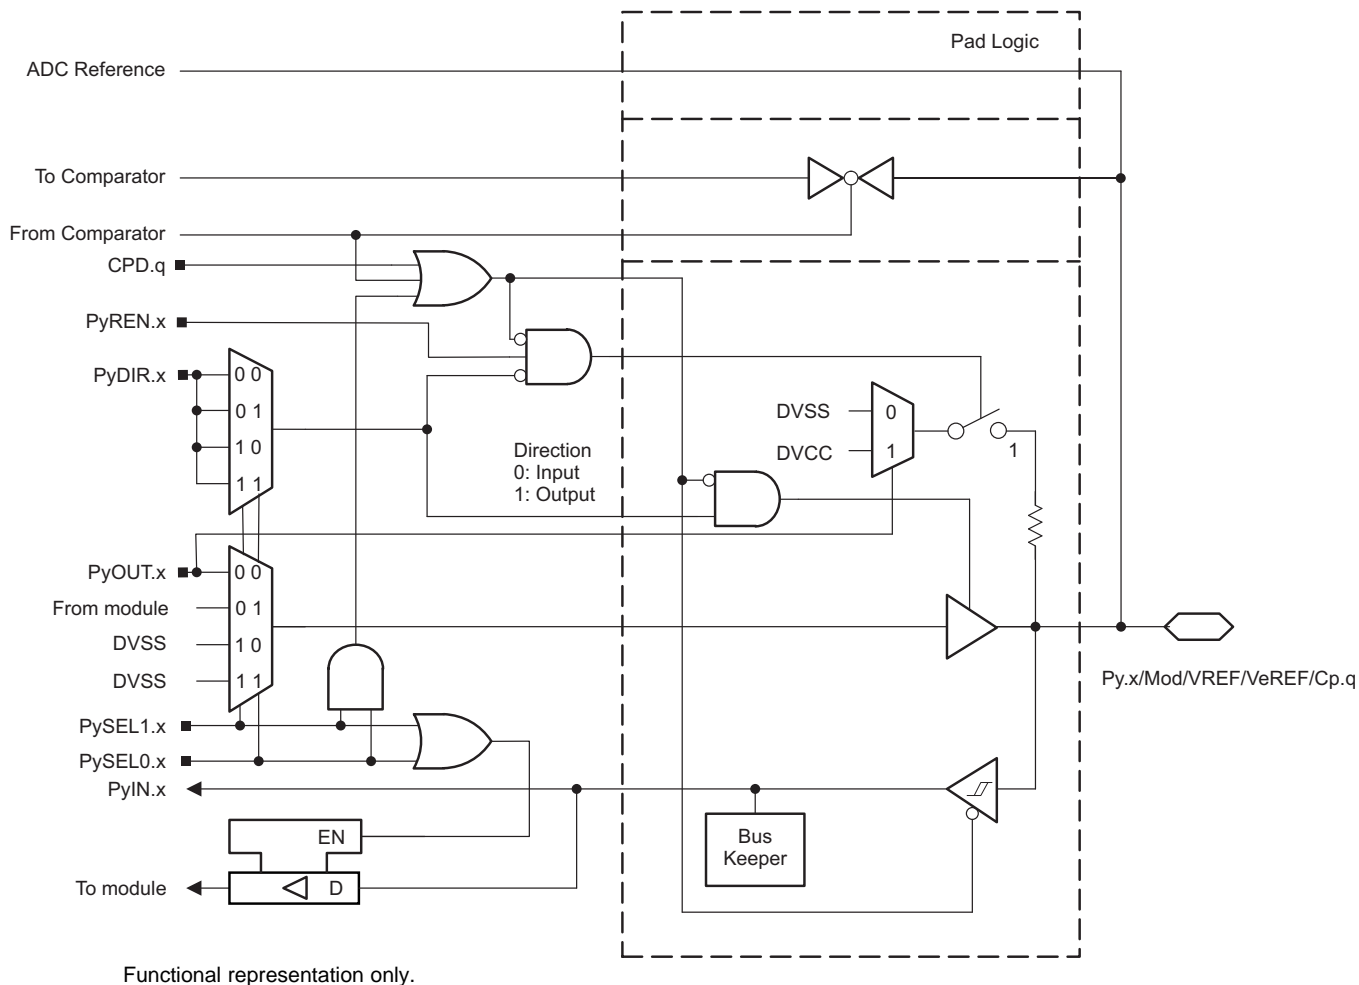 Pad Logic
ADC Reference
To Comparator
From Comparator
CPD.q
PyREN.x
PyDIR.x
0 0
0 1
1 0
1 1
Direction
0: Input
1: Output
DVSS
0
DVCC
1
1
PyOUT.x
0 0
From module
0 1
DVSS
1 0
DVSS
1 1
Py.x/Mod/VREF/VeREF/Cp.q
PySEL1.x
PySEL0.x
PyIN.x
EN
Bus
Keeper
To module
D
Functional representation only.